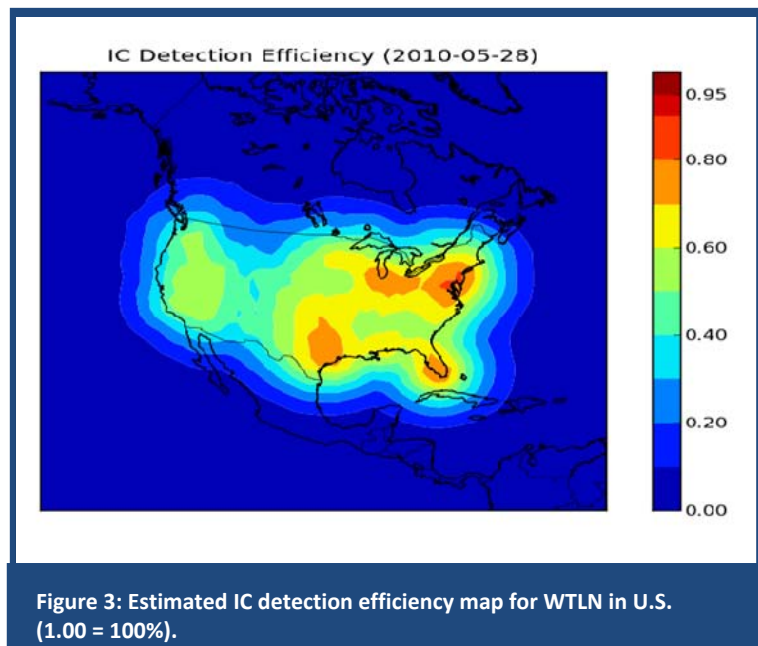 IC Detection Efficiency (2010-05-28)
0.95
0.80
0.60
0.40
0.20
0.00
Figure 3: Estimated IC detection efficiency map for WTLN in U.S.
(1.00 = 100%).